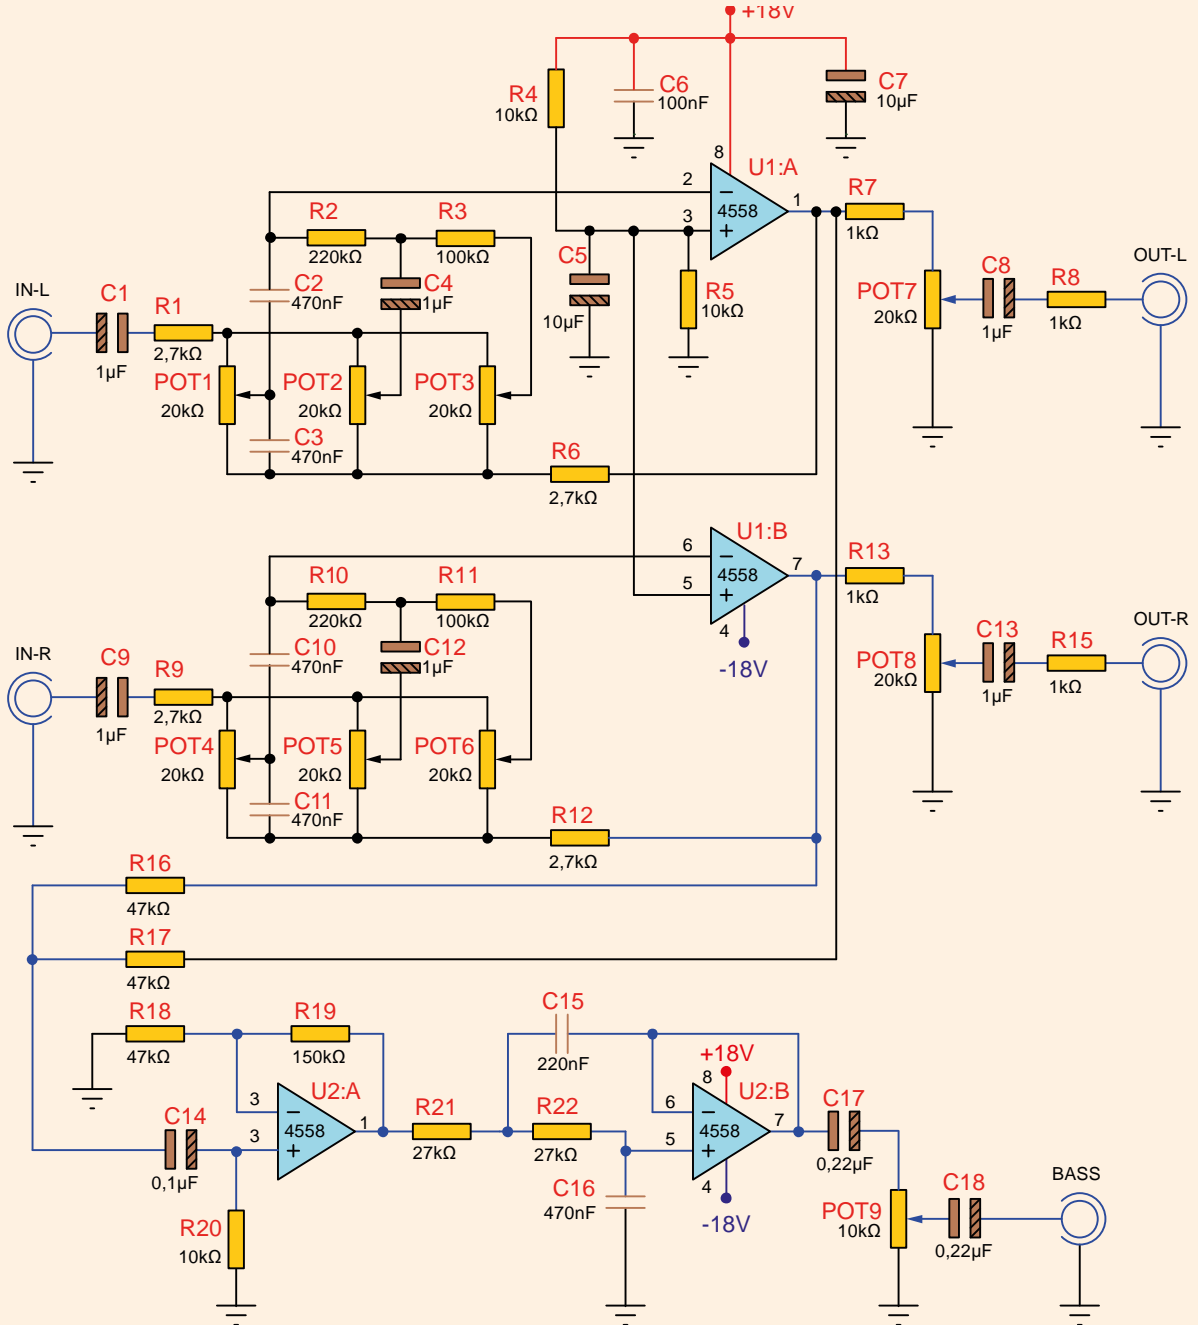 +18V
R4
10kΩ
C6
100nF
C7
10µF
8
U1:A
2
3
4558
1
R7
1kΩ
R2
220kΩ
R3
100kΩ
C2
470nF
C4
1µF
C5
10µF
R5
10kΩ
IN-L
C1
1µF
R1
2,7kΩ
POT1
20kΩ
POT2
20kΩ
POT3
20kΩ
C3
470nF
R6
2,7kΩ
POT7
20kΩ
C8
1µF
R8
1kΩ
OUT-L
U1:B
6
5
4558
7
4
-18V
R13
1kΩ
R10
220kΩ
R11
100kΩ
C10
470nF
C12
1µF
IN-R
C9
1µF
R9
2,7kΩ
POT4
20kΩ
POT5
20kΩ
POT6
20kΩ
C11
470nF
R12
2,7kΩ
POT8
20kΩ
C13
1µF
R15
1kΩ
OUT-R
R16
47kΩ
R17
47kΩ
R18
47kΩ
R19
150kΩ
U2:A
3
3
4558
1
C14
0,1µF
R20
10kΩ
R21
27kΩ
R22
27kΩ
C15
220nF
C16
470nF
+18V
8
U2:B
6
5
4558
7
4
-18V
C17
0,22µF
POT9
10kΩ
C18
0,22µF
BASS